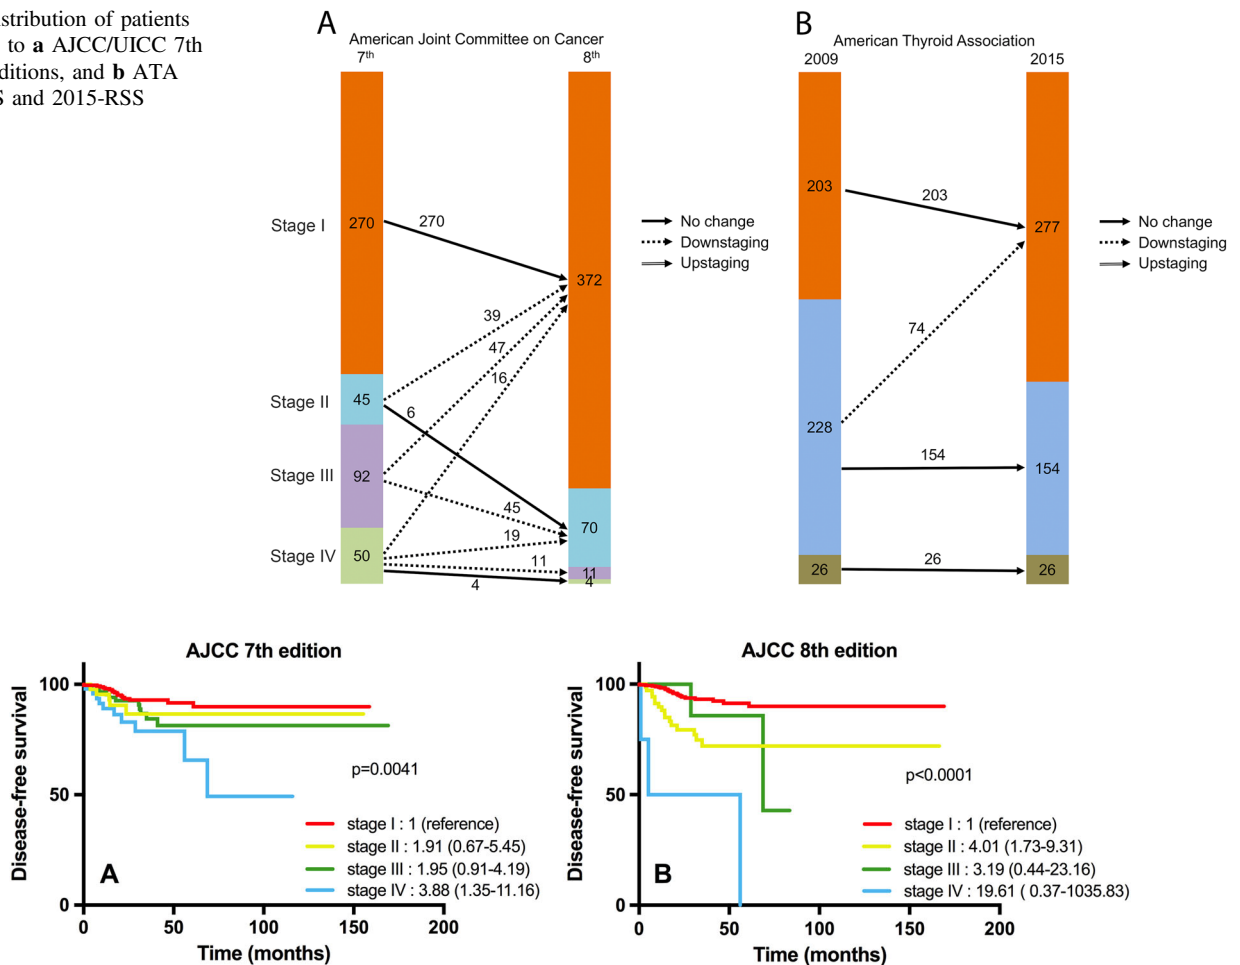 stribution of patients
to a AJCC/UICC 7th
ditions, and b ATA
S and 2015-RSS
A
American Joint Committee on Cancer
7th 8th
Stage I
Stage II
Stage III
Stage IV
270
45
92
50
270
39
47
16
6
45
19
11
4
372
70
11
4
No change
Downstaging
Upstaging
B
American Thyroid Association
2009 2015
203
228
26
203
74
154
26
277
154
26
No change
Downstaging
Upstaging
AJCC 7th edition
Disease-free survival
100
50
0
p=0.0041
stage I : 1 (reference)
stage II : 1.91 (0.67-5.45)
stage III : 1.95 (0.91-4.19)
stage IV : 3.88 (1.35-11.16)
A
0 50 100 150 200
Time (months)
AJCC 8th edition
Disease-free survival
100
50
0
p<0.0001
stage I : 1 (reference)
stage II : 4.01 (1.73-9.31)
stage III : 3.19 (0.44-23.16)
stage IV : 19.61 ( 0.37-1035.83)
B
0 50 100 150 200
Time (months)